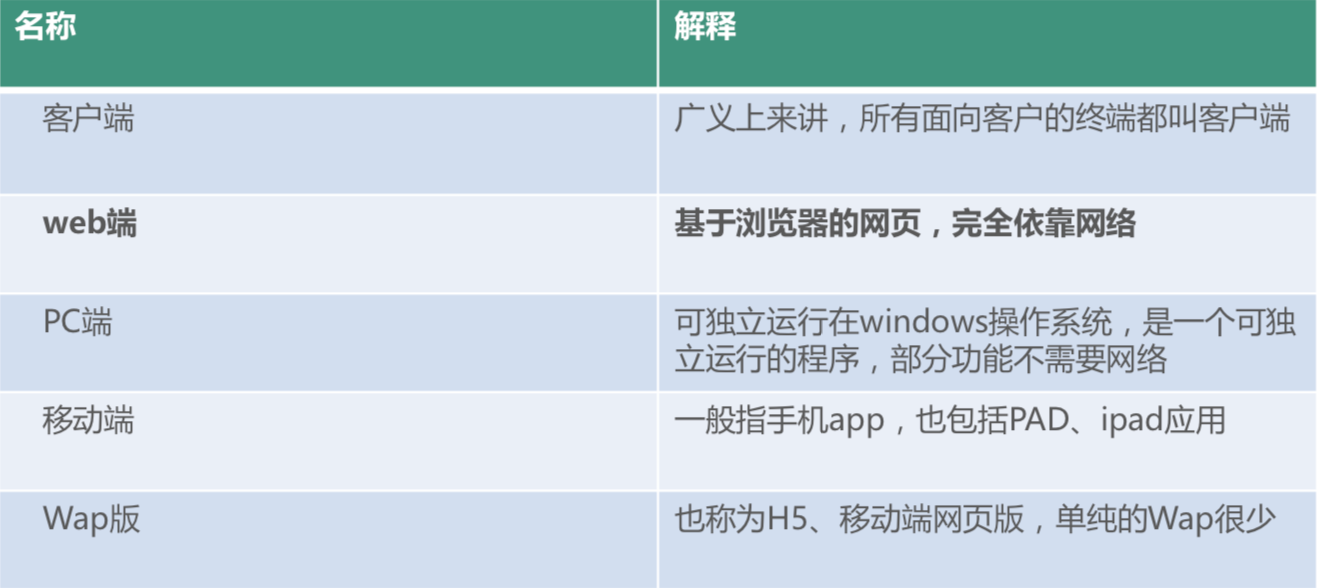 名称
解释
客户端
广义上来讲，所有面向客户的终端都叫客户端
web端
基于浏览器的网页，完全依靠网络
PC端
可独立运行在windows操作系统，是一个可独
立运行的程序，部分功能不需要网络
移动端
一般指手机app，也包括PAD、ipad应用
Wap版
也称为H5、移动端网页版，单纯的Wap很少